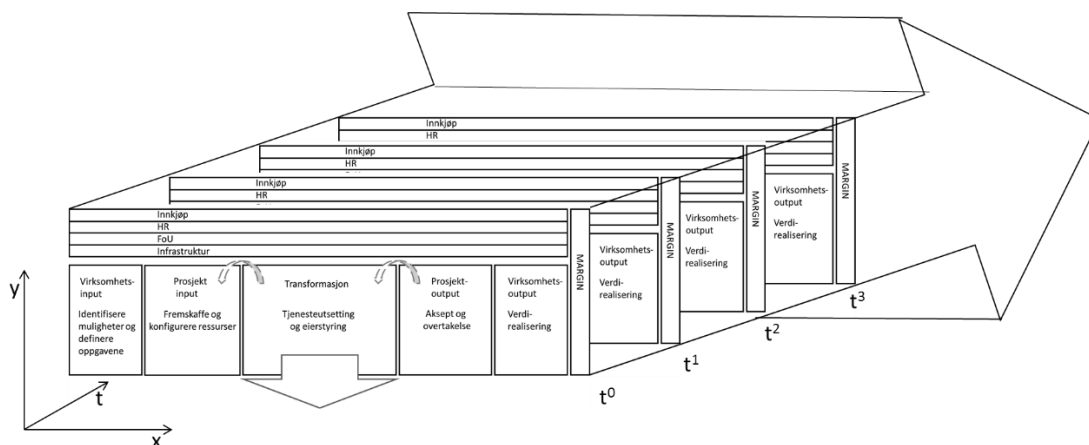 Innkjøp
HR
Innkjøp
HR
Innkjøp
HR
Innkjøp
HR
FoU
Infrastruktur
Virksomhets-
input
Identifisere
muligheter og
definere
oppgavene
Prosjekt
input
Fremskaffe og
konfigurere ressurser
Transformasjon
Tjenesteutsetting
og eierstyring
Prosjekt-
output
Aksept og
overtakelse
Virksomhets-
output
Verdi-
realisering
MARGIN
Virksomhets-
output
Verdi-
realisering
MARGIN
Virksomhets-
output
Verdi-
realisering
MARGIN
Virksomhets-
output
Verdi-
realisering
MARGIN
t0
t1
t2
t3
y
t
x